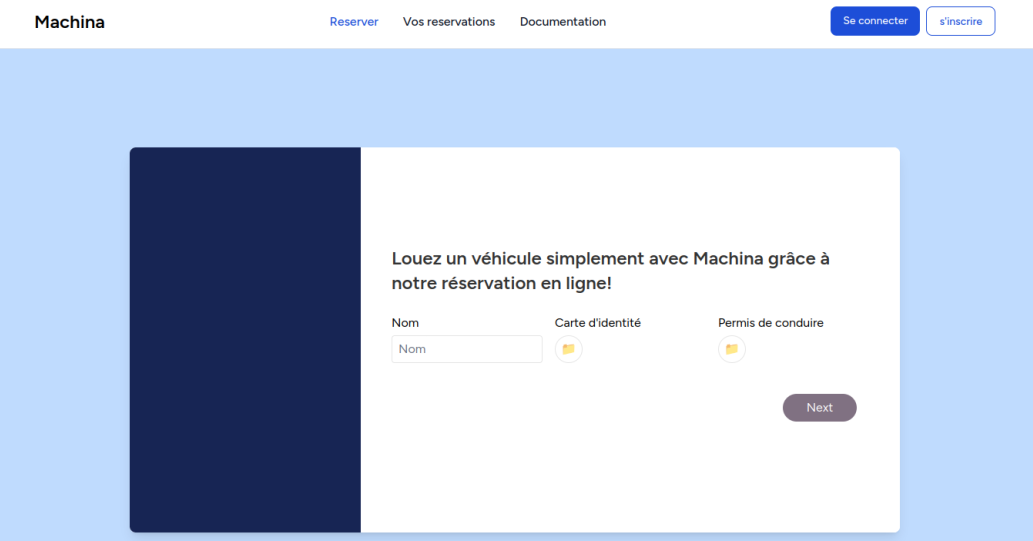 Machina
Reserver
Vos reservations
Documentation
Se connecter
s'inscrire
Louez un véhicule simplement avec Machina grâce à
notre réservation en ligne!
Nom
Carte d'identité
Permis de conduire
Nom
Next